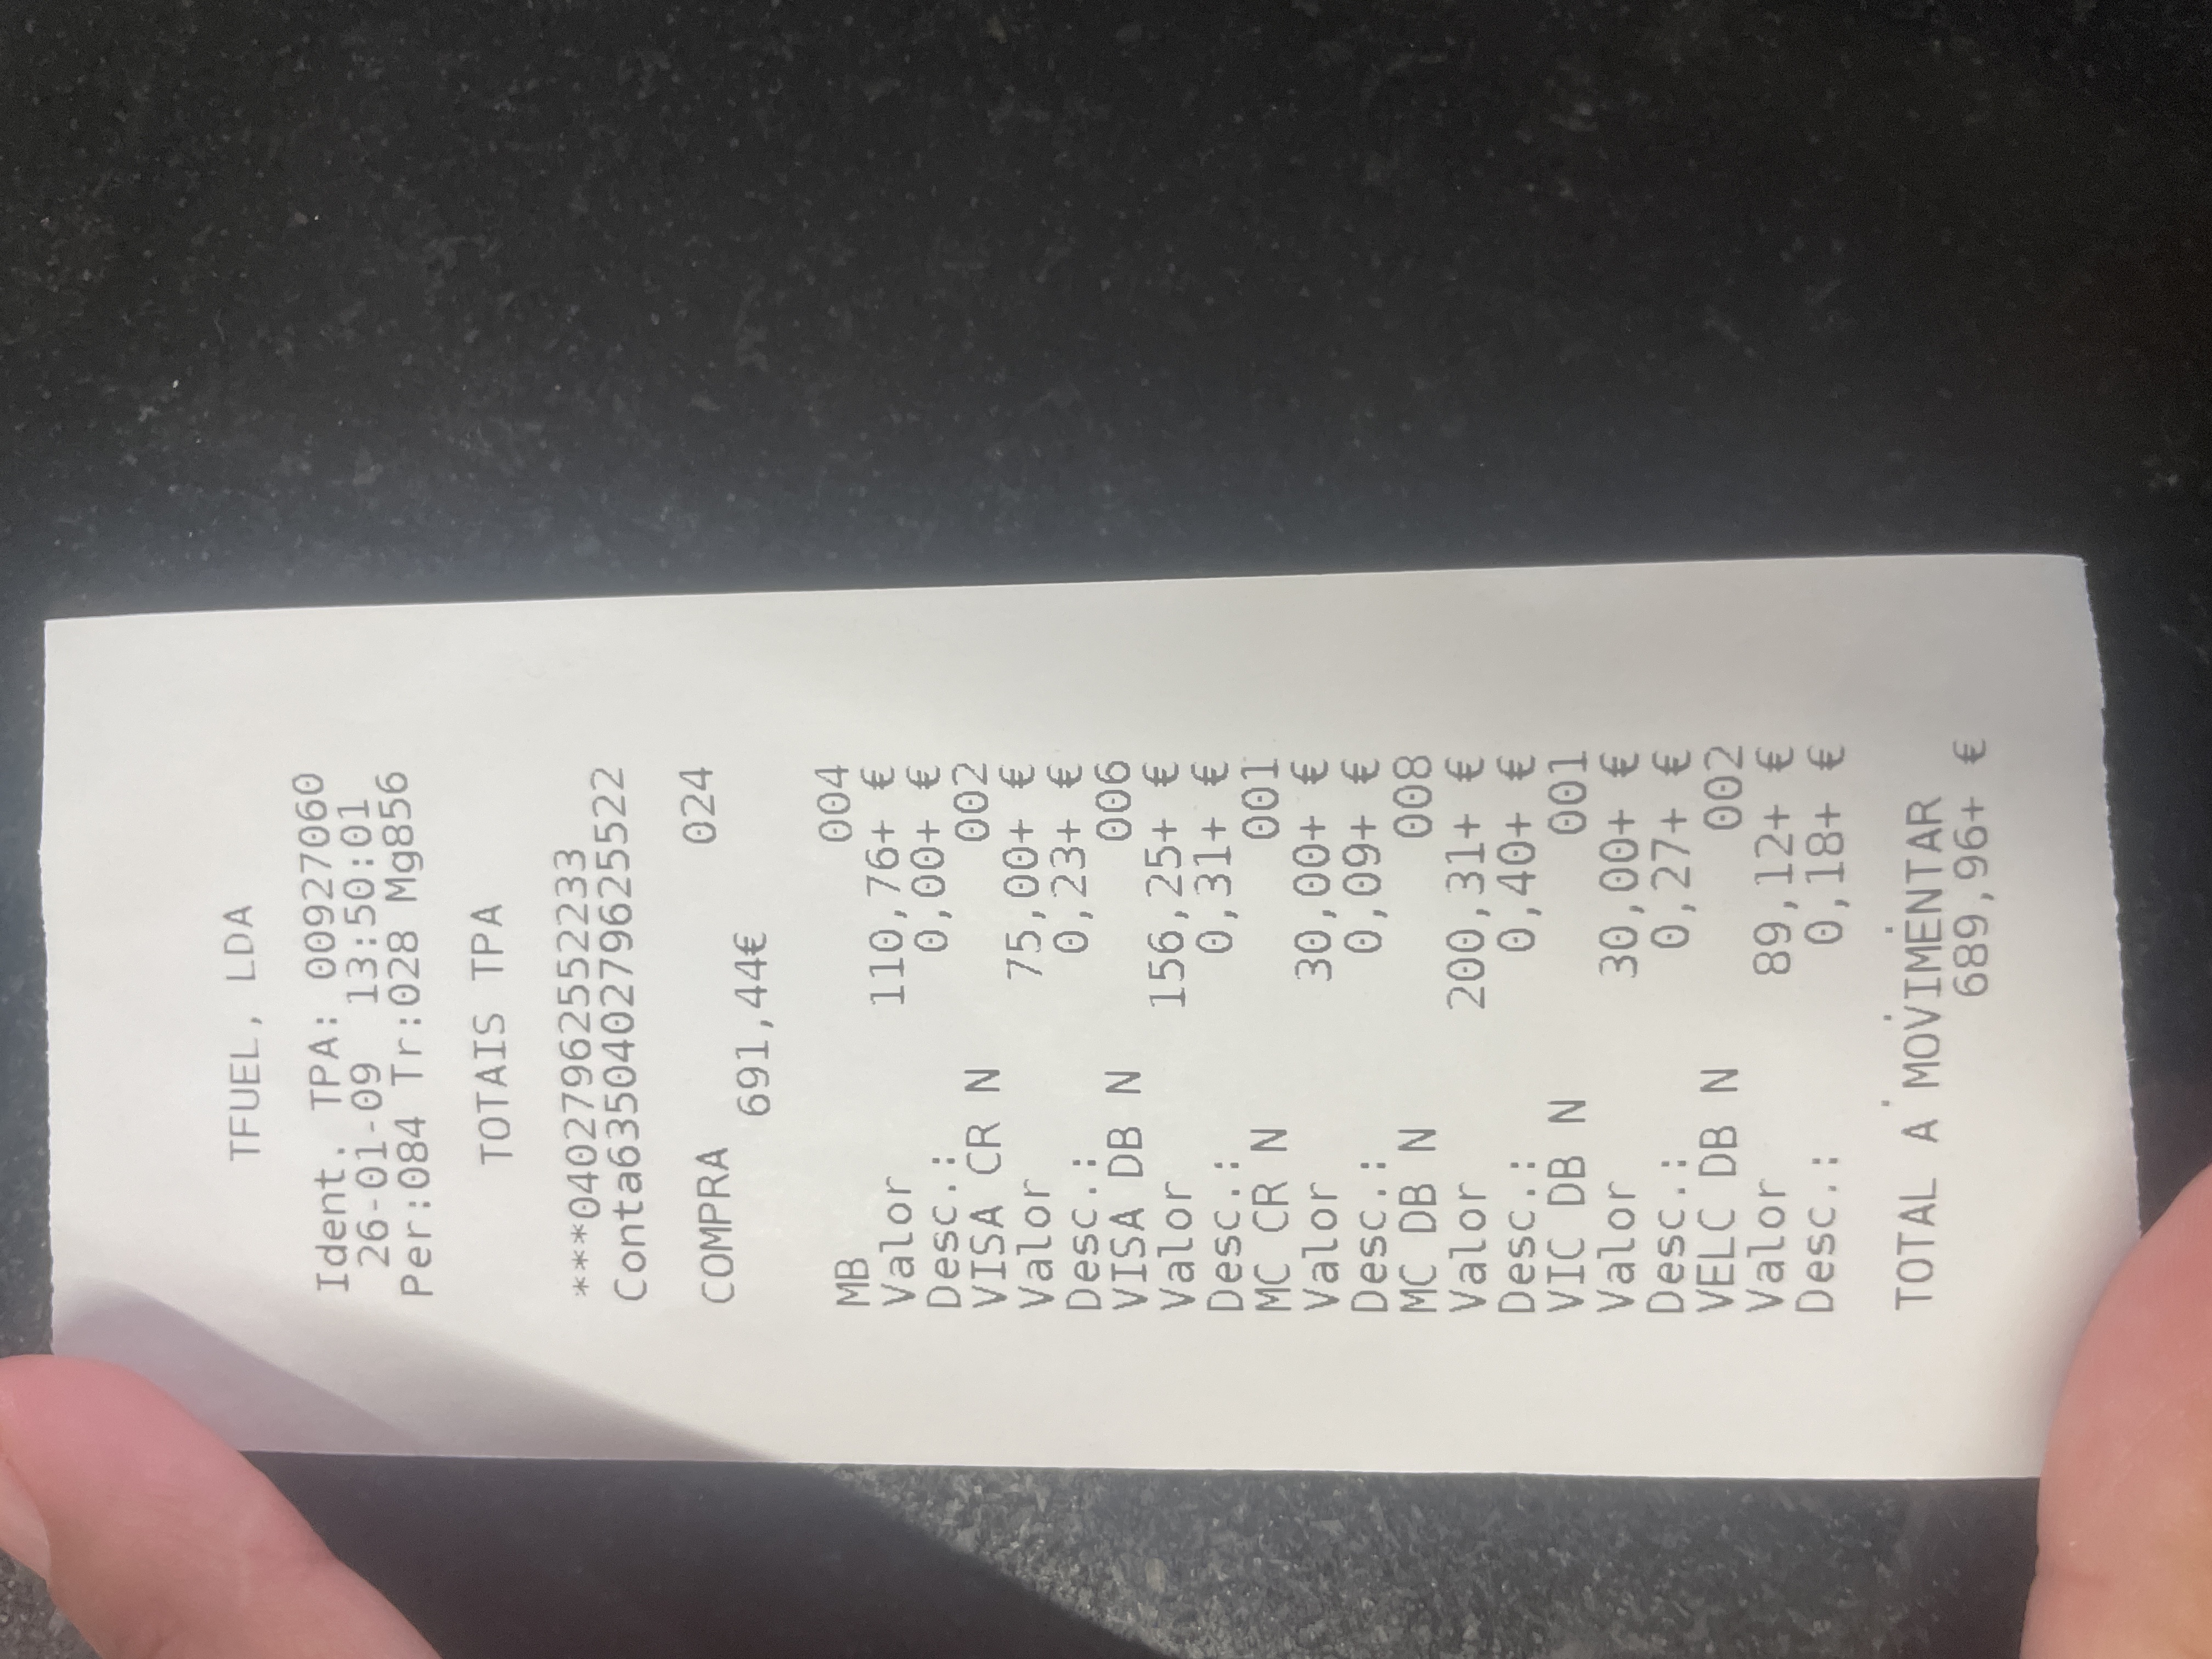 TFUEL, LDA
Ident. TPA: 00927060
26-01-09 13:50:01
Per:084 Tr:028 Mg856
TOTAIS TPA
***040279625552233
Conta63504027962552​2
COMPRA 024
691,44€
MB 004
Valor 110,76+ €
Desc.: 0,00+ €
VISA CR N 002
Valor 75,00+ €
Desc.: 0,23+ €
VISA DB N 006
Valor 156,25+ €
Desc.: 0,31+ €
MC CR N 001
Valor 30,00+ €
Desc.: 0,09+ €
MC DB N 008
Valor 200,31+ €
Desc.: 0,40+ €
VIC DB N 001
Valor 30,00+ €
Desc.: 0,27+ €
VELC DB N 002
Valor 89,12+ €
Desc.: 0,18+ €
TOTAL A MOVIMENTAR
689,96+ €